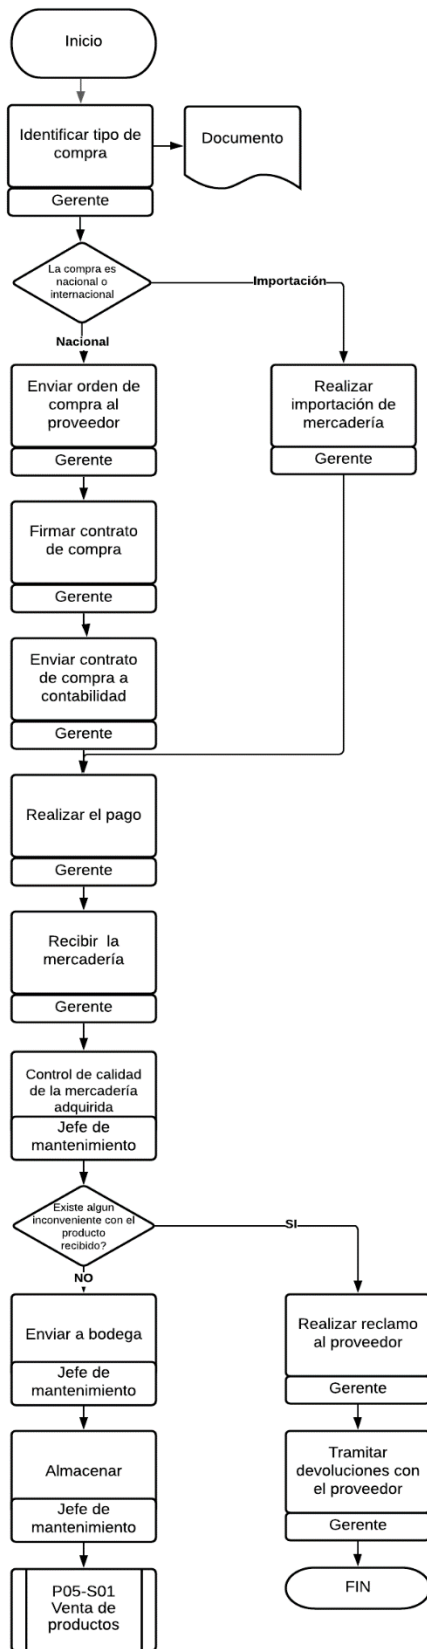 Inicio
Identificar tipo de
compra
Gerente
Documento
La compra es
nacional o
internacional
Importación
Nacional
Enviar orden de
compra al
proveedor
Gerente
Realizar
importación de
mercadería
Gerente
Firmar contrato
de compra
Gerente
Enviar contrato
de compra a
contabilidad
Gerente
Realizar el pago
Gerente
Recibir la
mercadería
Gerente
Control de calidad
de la mercadería
adquirida
Jefe de
mantenimiento
Existe algun
inconveniente con el
producto
recibido?
SI
NO
Enviar a bodega
Jefe de
mantenimiento
Realizar reclamo
al proveedor
Gerente
Almacenar
Jefe de
mantenimiento
Tramitar
devoluciones con
el proveedor
Gerente
P05-S01
Venta de
productos
FIN